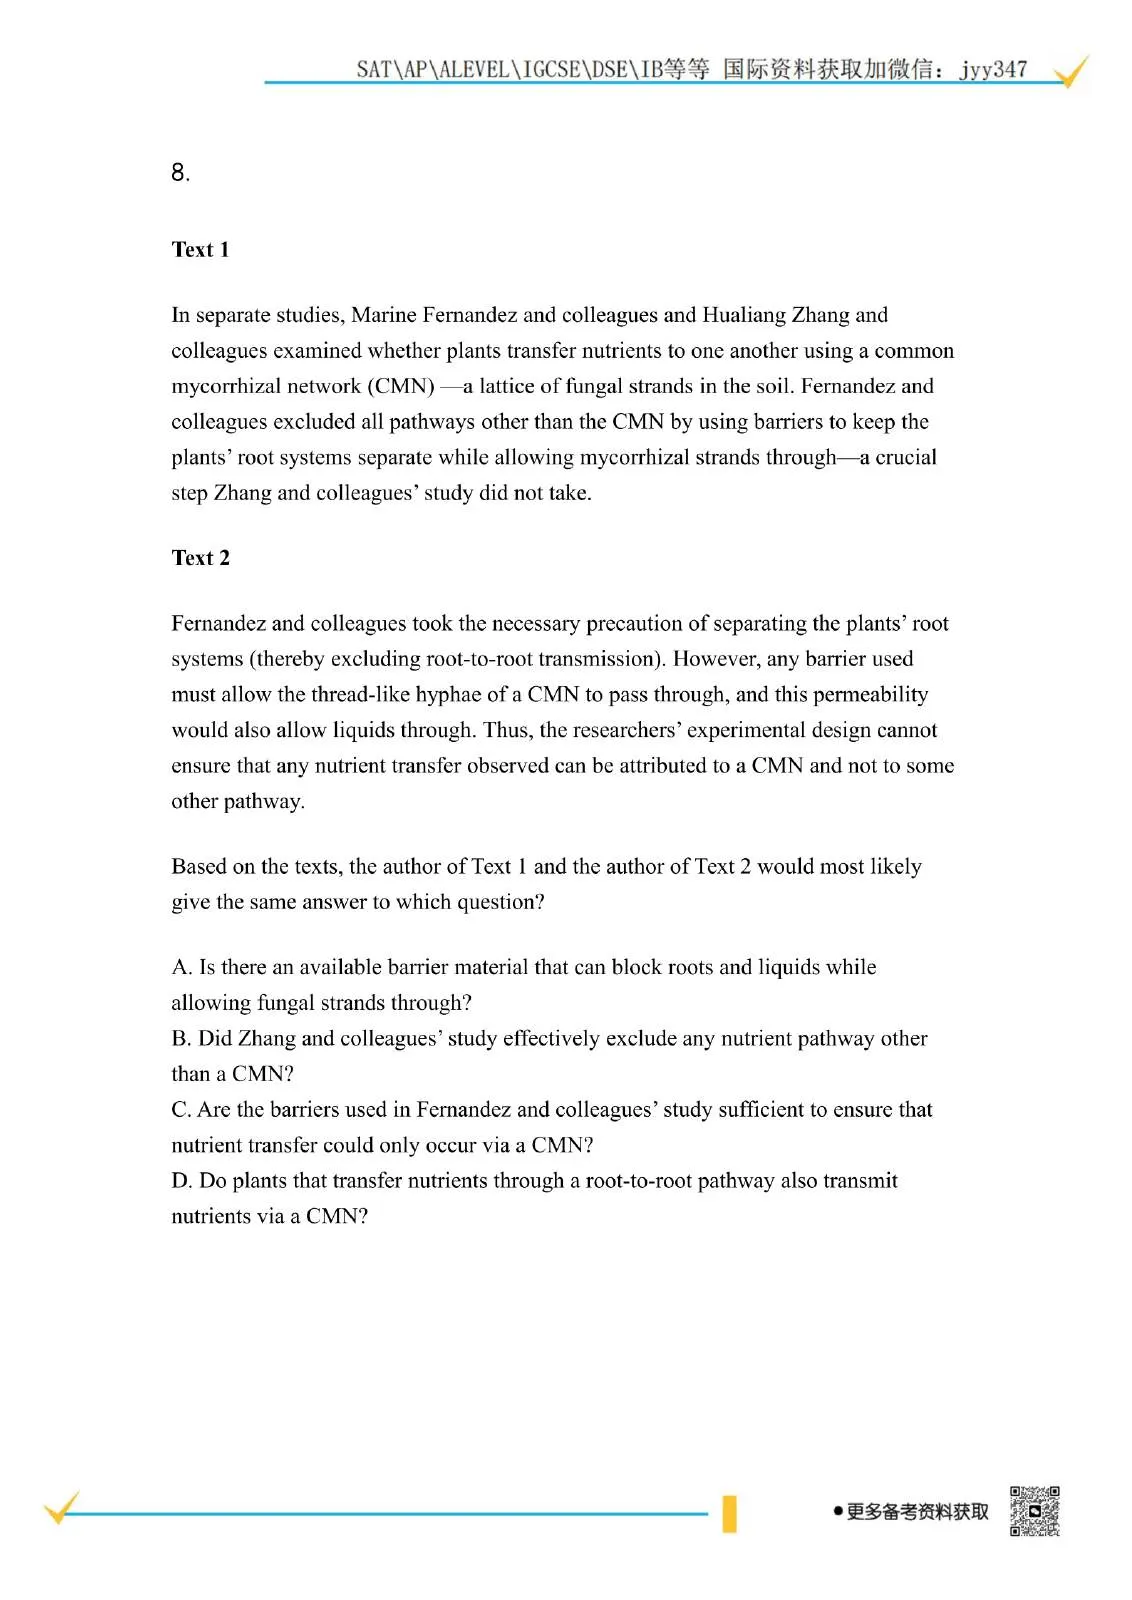 SAT\AP\ALEVEL\IGCSE\DSE\IB等等 国际资料获取加微信：jyy347
8.
Text 1
In separate studies, Marine Fernandez and colleagues and Hualiang Zhang and
colleagues examined whether plants transfer nutrients to one another using a common
mycorrhizal network (CMN) —a lattice of fungal strands in the soil. Fernandez and
colleagues excluded all pathways other than the CMN by using barriers to keep the
plants’ root systems separate while allowing mycorrhizal strands through—a crucial
step Zhang and colleagues’ study did not take.
Text 2
Fernandez and colleagues took the necessary precaution of separating the plants’ root
systems (thereby excluding root-to-root transmission). However, any barrier used
must allow the thread-like hyphae of a CMN to pass through, and this permeability
would also allow liquids through. Thus, the researchers’ experimental design cannot
ensure that any nutrient transfer observed can be attributed to a CMN and not to some
other pathway.
Based on the texts, the author of Text 1 and the author of Text 2 would most likely
give the same answer to which question?
A. Is there an available barrier material that can block roots and liquids while
allowing fungal strands through?
B. Did Zhang and colleagues’ study effectively exclude any nutrient pathway other
than a CMN?
C. Are the barriers used in Fernandez and colleagues’ study sufficient to ensure that
nutrient transfer could only occur via a CMN?
D. Do plants that transfer nutrients through a root-to-root pathway also transmit
nutrients via a CMN?
●更多备考资料获取